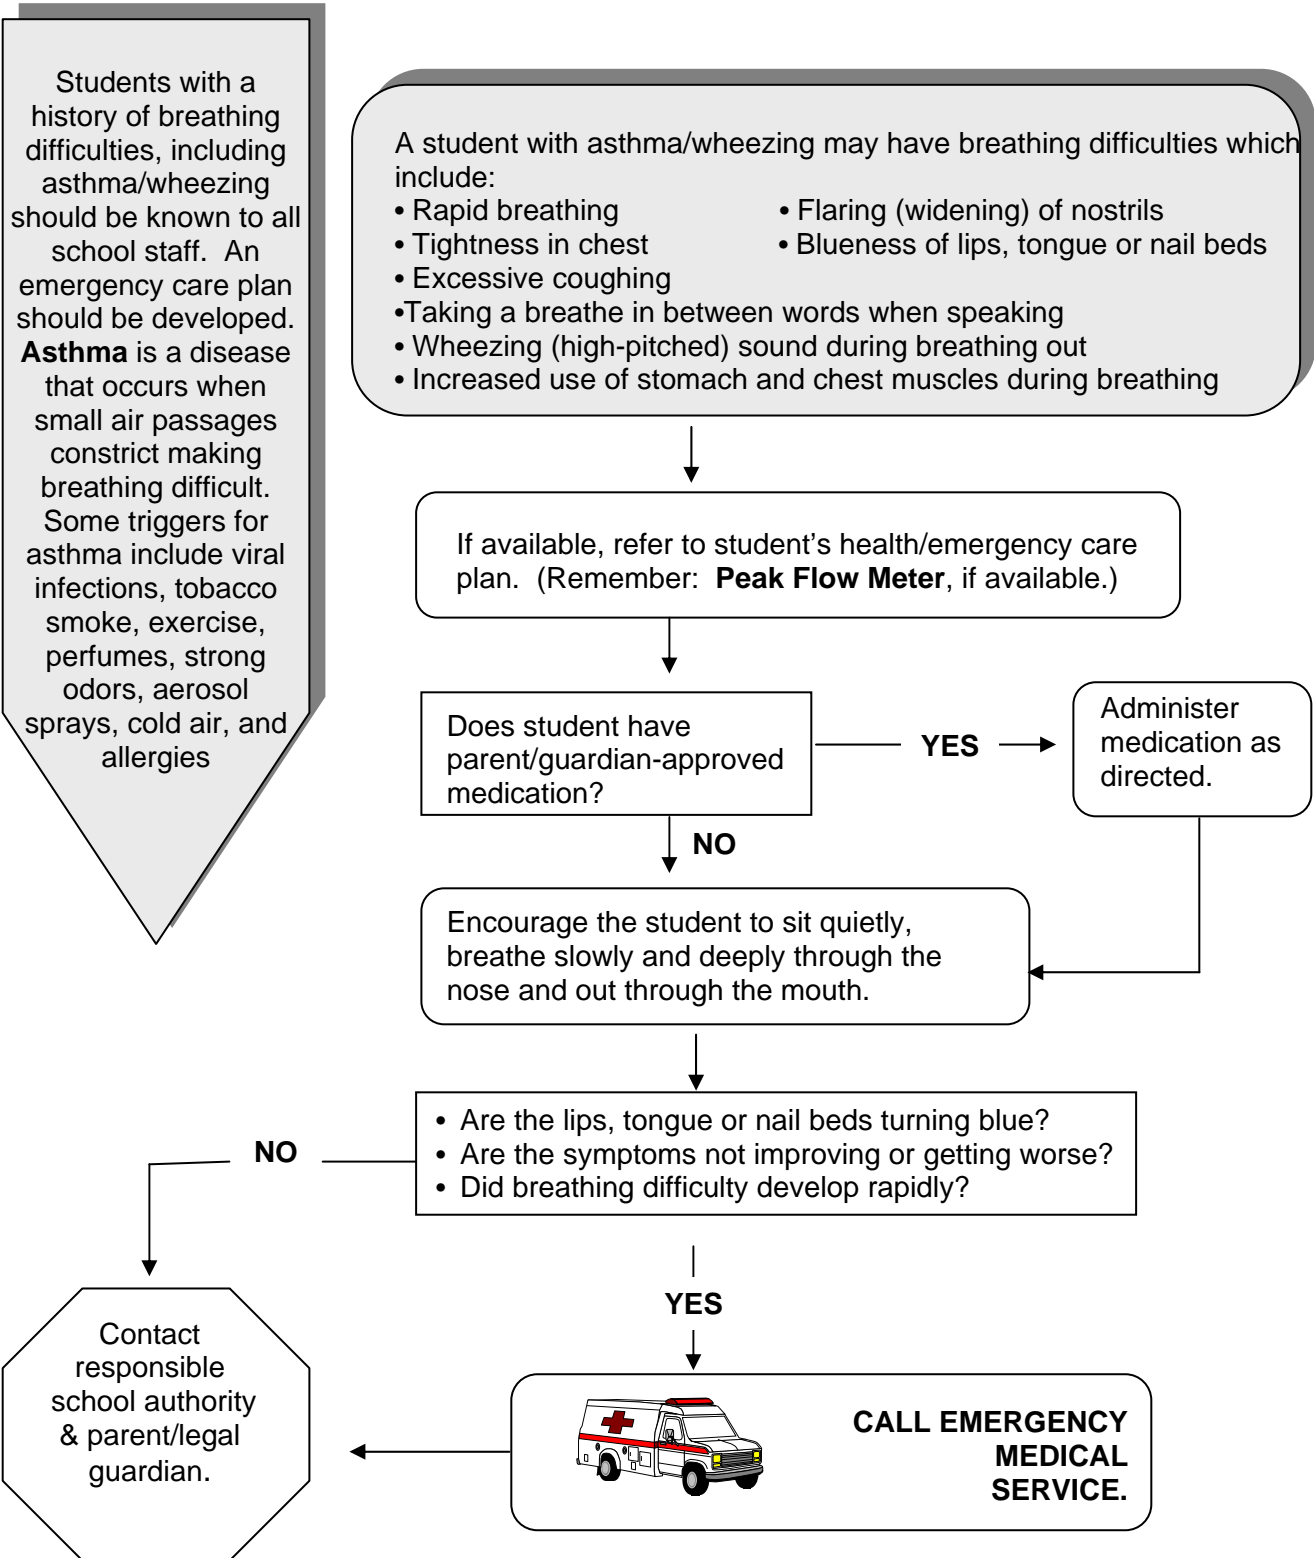 Students with a
history of breathing
difficulties, including
asthma/wheezing
should be known to all
school staff.  An
emergency care plan
should be developed.
Asthma is a disease
that occurs when
small air passages
constrict making
breathing difficult.
Some triggers for
asthma include viral
infections, tobacco
smoke, exercise,
perfumes, strong
odors, aerosol
sprays, cold air, and
allergies
A student with asthma/wheezing may have breathing difficulties which
include:
• Rapid breathing • Flaring (widening) of nostrils
• Tightness in chest • Blueness of lips, tongue or nail beds
• Excessive coughing
•Taking a breathe in between words when speaking
• Wheezing (high-pitched) sound during breathing out
• Increased use of stomach and chest muscles during breathing
If available, refer to student’s health/emergency care
plan.  (Remember:  Peak Flow Meter, if available.)
Does student have
parent/guardian-approved
medication?
YES
Administer
medication as
directed.
NO
Encourage the student to sit quietly,
breathe slowly and deeply through the
nose and out through the mouth.
• Are the lips, tongue or nail beds turning blue?
• Are the symptoms not improving or getting worse?
• Did breathing difficulty develop rapidly?
NO
YES
Contact
responsible
school authority
& parent/legal
guardian.
CALL EMERGENCY
MEDICAL
SERVICE.